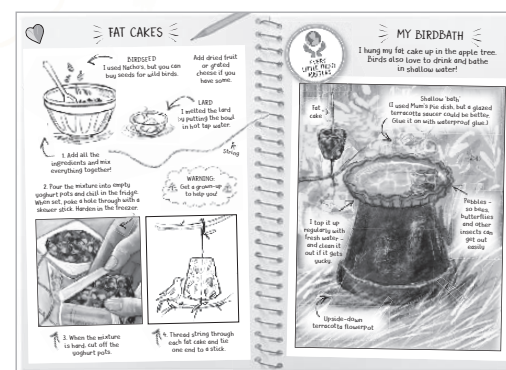 FAT CAKES
BIRDSEED
I used Nacho's, but you can
buy seeds for wild birds.
Add dried fruit
or grated
cheese if you
have some.
LARD
I melted the lard
by putting the bowl
in hot tap water.
String
1. Add all the
ingredients and mix
everything together!
2. Pour the mixture into empty
yoghurt pots and chill in the fridge.
When set, poke a hole through with a
skewer stick. Harden in the freezer.
WARNING:
Get a grown-up
to help you!
3. When the mixture
is hard, cut off the
yoghurt pots.
4. Thread string through
each fat cake and tie
one end to a stick.
EVERY
LITTLE THING
MATTERS
MY BIRDBATH
I hung my fat cake up in the apple tree.
Birds also love to drink and bathe
in shallow water!
Fat
cake
Shallow 'bath'
(I used Mum's pie dish, but a glazed
terracotta saucer could be better.
Glue it on with waterproof glue.)
I top it up
regularly with
fresh water -
and clean it
out if it gets
yucky.
Pebbles -
so bees,
butterflies
and other
insects can
get out
easily
Upside-down
terracotta flowerpot